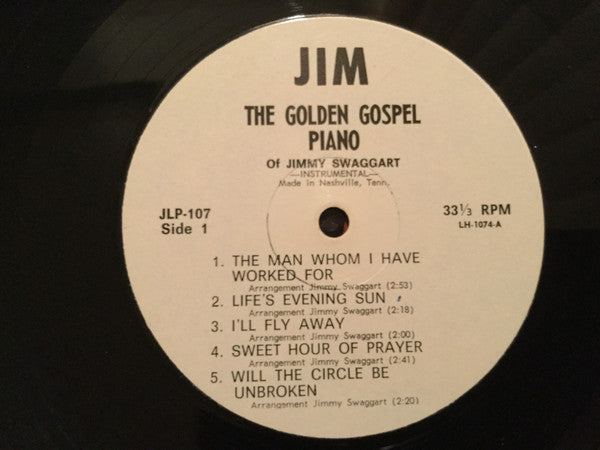 JIM
THE GOLDEN GOSPEL
PIANO
Of JIMMY SWAGGART
—INSTRUMENTAL—
Made in Nashville, Tenn.
JLP-107
Side 1
33⅓ RPM
LH-1074-A
1. THE MAN WHOM I HAVE
WORKED FOR
Arrangement Jimmy Swaggart (2:53)
2. LIFE'S EVENING SUN
Arrangement Jimmy Swaggart (2:18)
3. I'LL FLY AWAY
Arrangement Jimmy Swaggart (2:00)
4. SWEET HOUR OF PRAYER
Arrangement Jimmy Swaggart (2:41)
5. WILL THE CIRCLE BE
UNBROKEN
Arrangement Jimmy Swaggart (2:20)